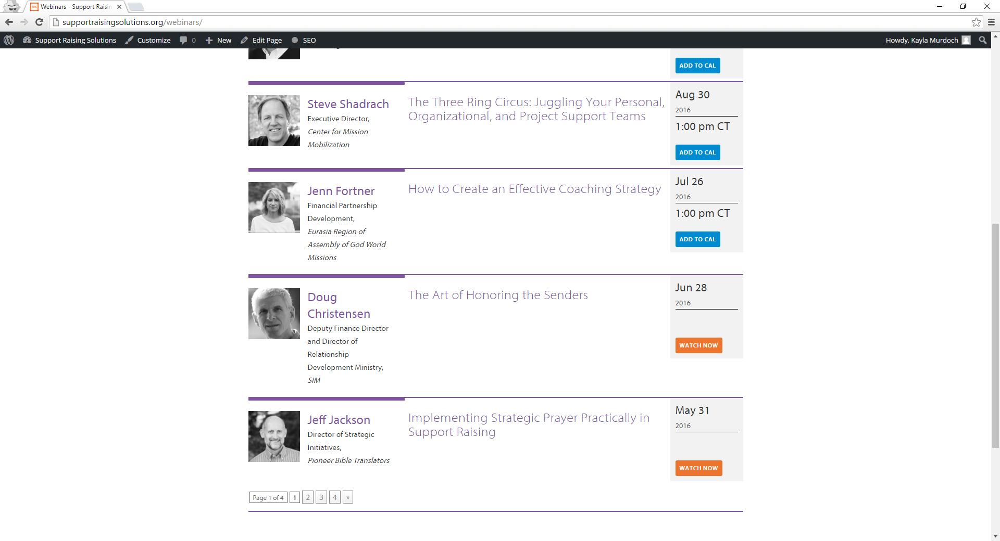 Webinars - Support Raisin
supportraisingsolutions.org/webinars/
Support Raising Solutions
Customize
0
New
Edit Page
SEO
Howdy, Kayla Murdoch
ADD TO CAL
Steve Shadrach
Executive Director,
Center for Mission
Mobilization
The Three Ring Circus: Juggling Your Personal,
Organizational, and Project Support Teams
Aug 30
2016
1:00 pm CT
ADD TO CAL
Jenn Fortner
Financial Partnership
Development,
Eurasia Region of
Assembly of God World
Missions
How to Create an Effective Coaching Strategy
Jul 26
2016
1:00 pm CT
ADD TO CAL
Doug
Christensen
Deputy Finance Director
and Director of
Relationship
Development Ministry,
SIM
The Art of Honoring the Senders
Jun 28
2016
WATCH NOW
Jeff Jackson
Director of Strategic
Initiatives,
Pioneer Bible Translators
Implementing Strategic Prayer Practically in
Support Raising
May 31
2016
WATCH NOW
Page 1 of 4 1 2 3 4 »